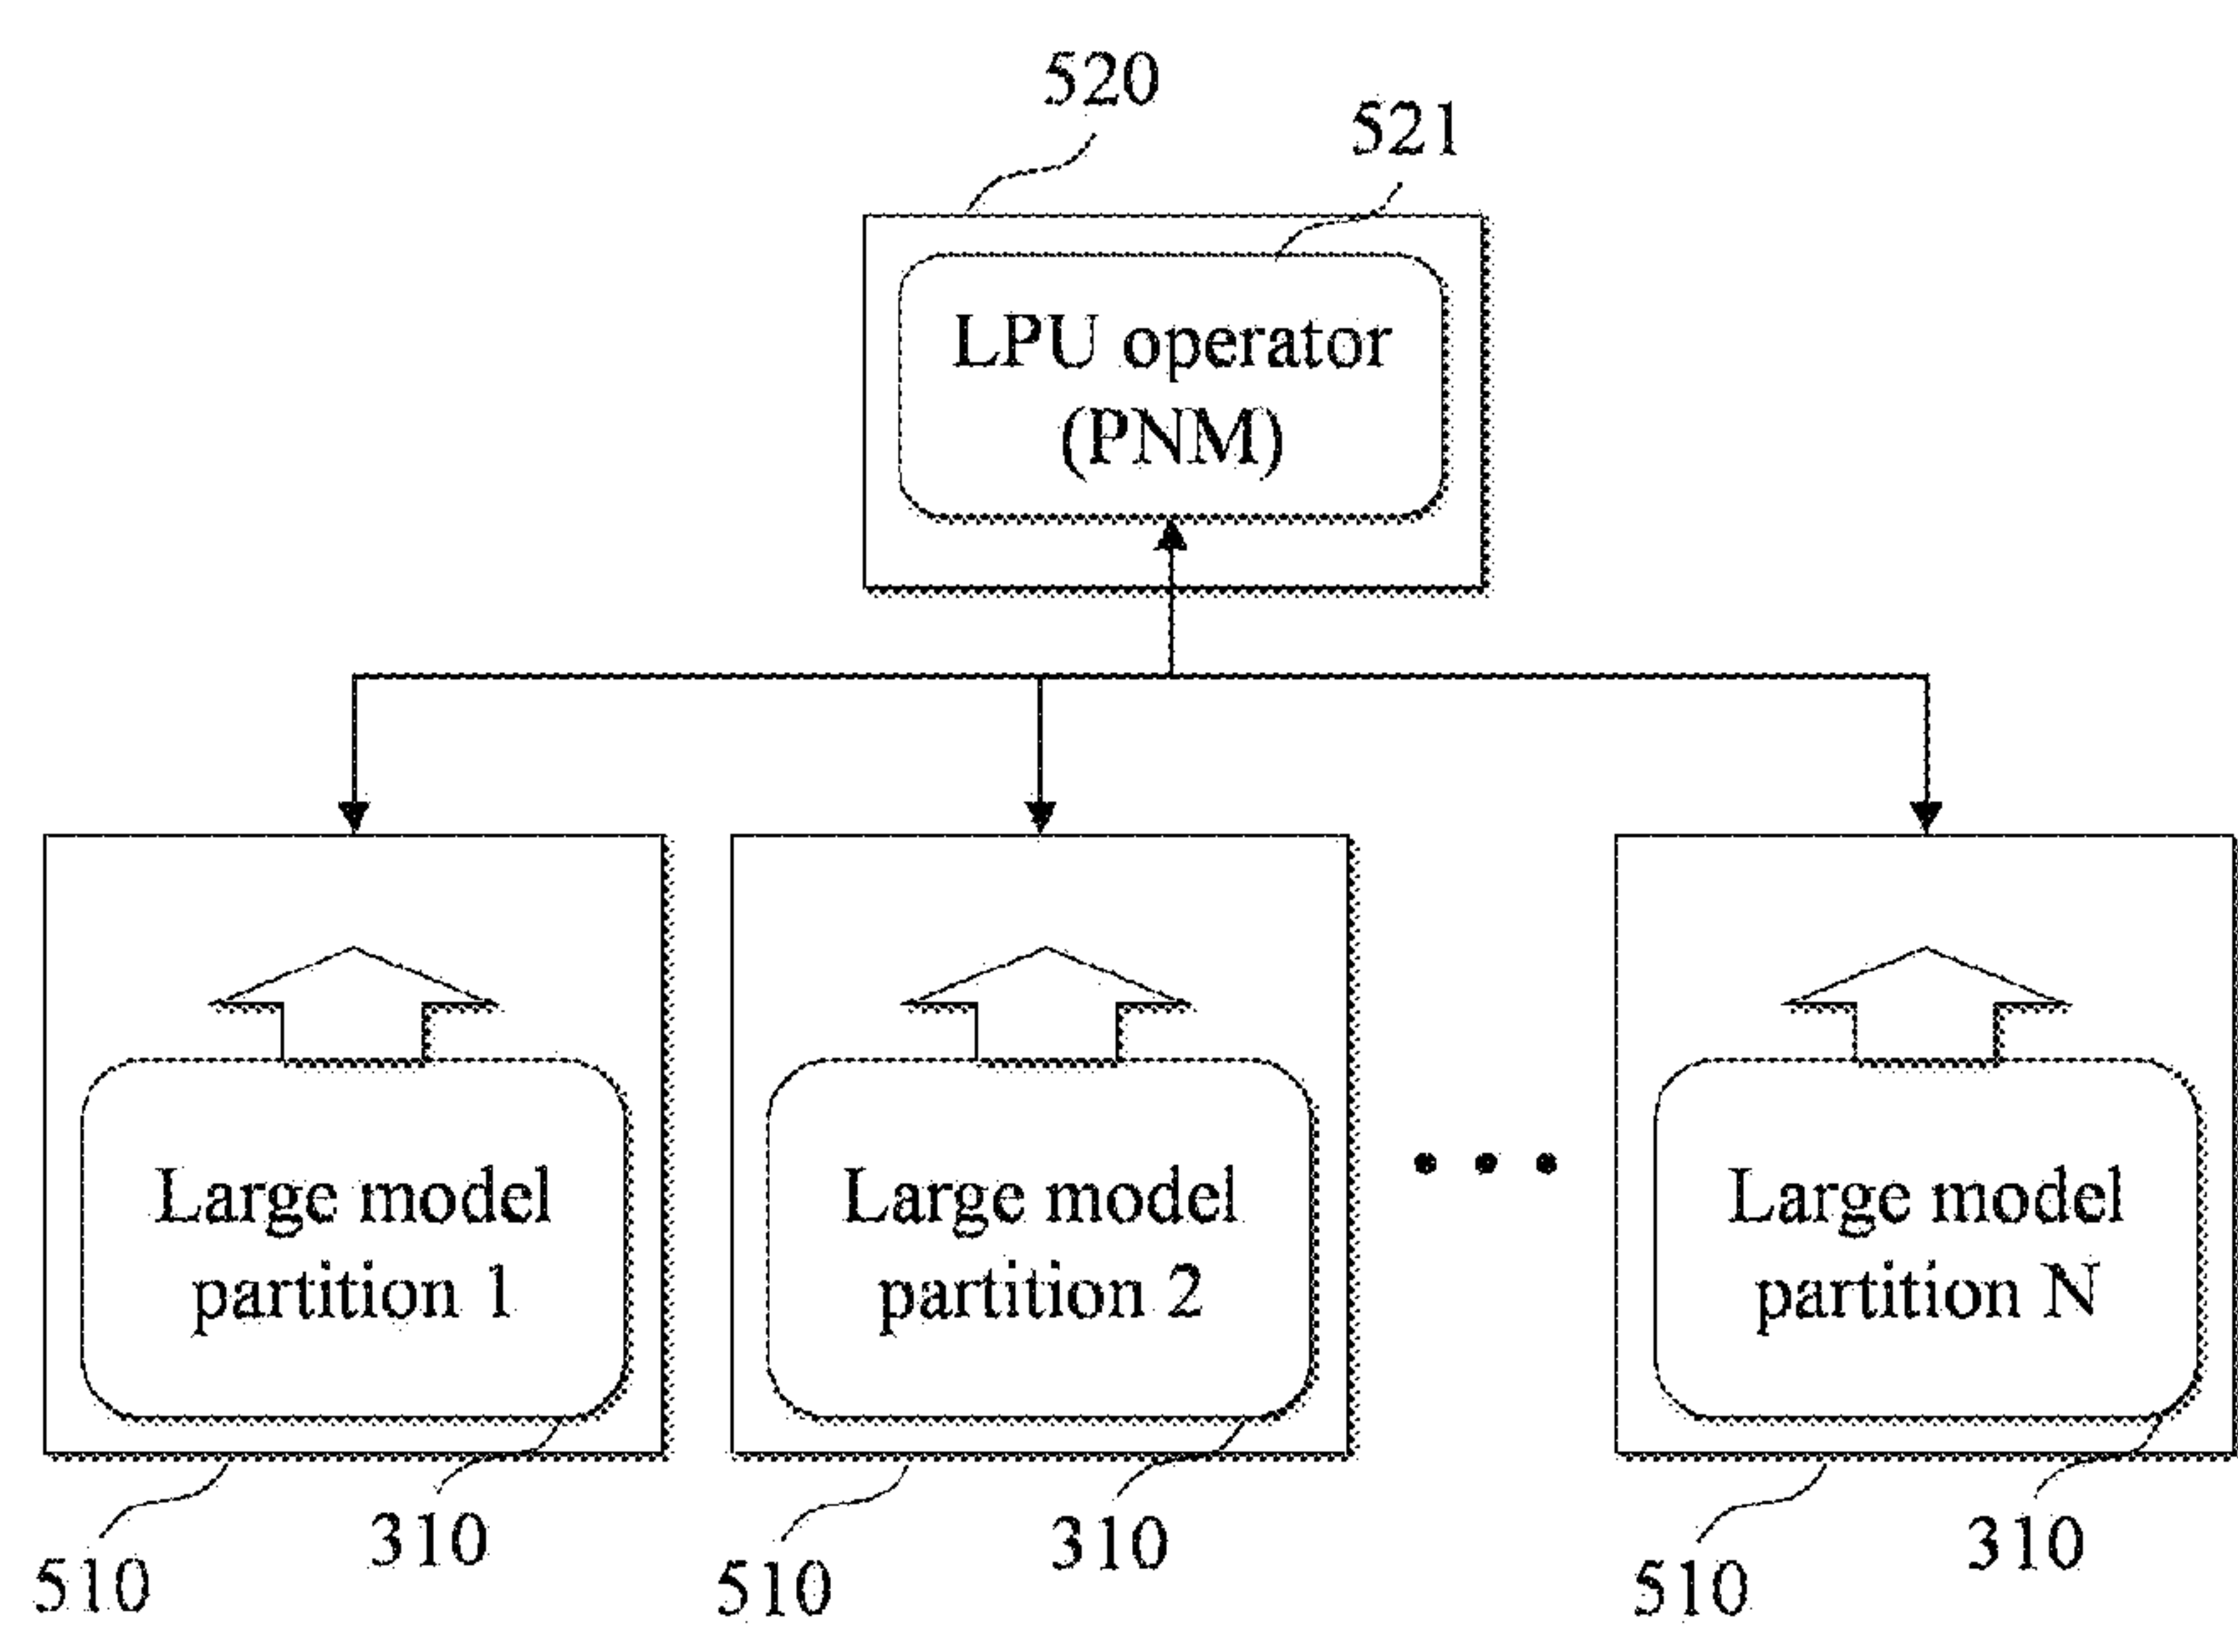 520
521
LPU operator
(PNM)
Large model
partition 1
Large model
partition 2
Large model
partition N
510
310
510
310
510
310